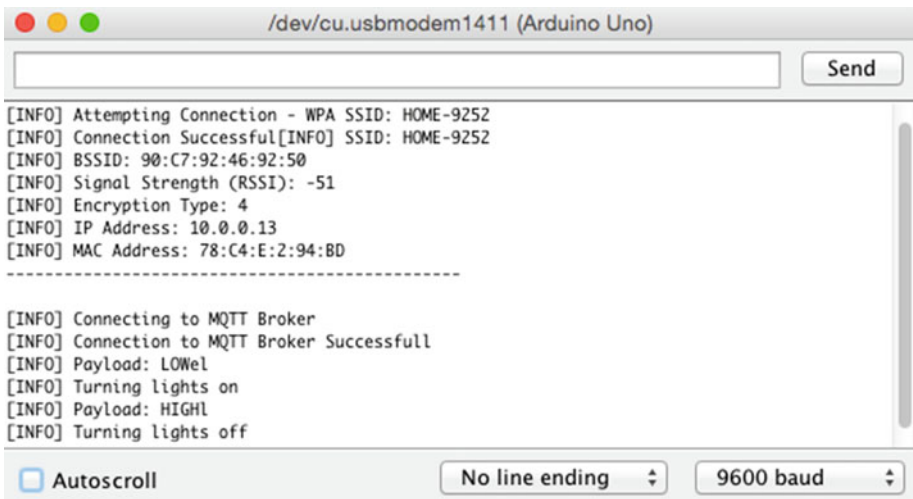 /dev/cu.usbmodem1411 (Arduino Uno)
Send
[INFO] Attempting Connection - WPA SSID: HOME-9252
[INFO] Connection Successful[INFO] SSID: HOME-9252
[INFO] BSSID: 90:C7:92:46:92:50
[INFO] Signal Strength (RSSI): -51
[INFO] Encryption Type: 4
[INFO] IP Address: 10.0.0.13
[INFO] MAC Address: 78:C4:E:2:94:BD
------------------------------------------------
[INFO] Connecting to MQTT Broker
[INFO] Connection to MQTT Broker Successfull
[INFO] Payload: LOWel
[INFO] Turning lights on
[INFO] Payload: HIGHl
[INFO] Turning lights off
Autoscroll
No line ending
9600 baud